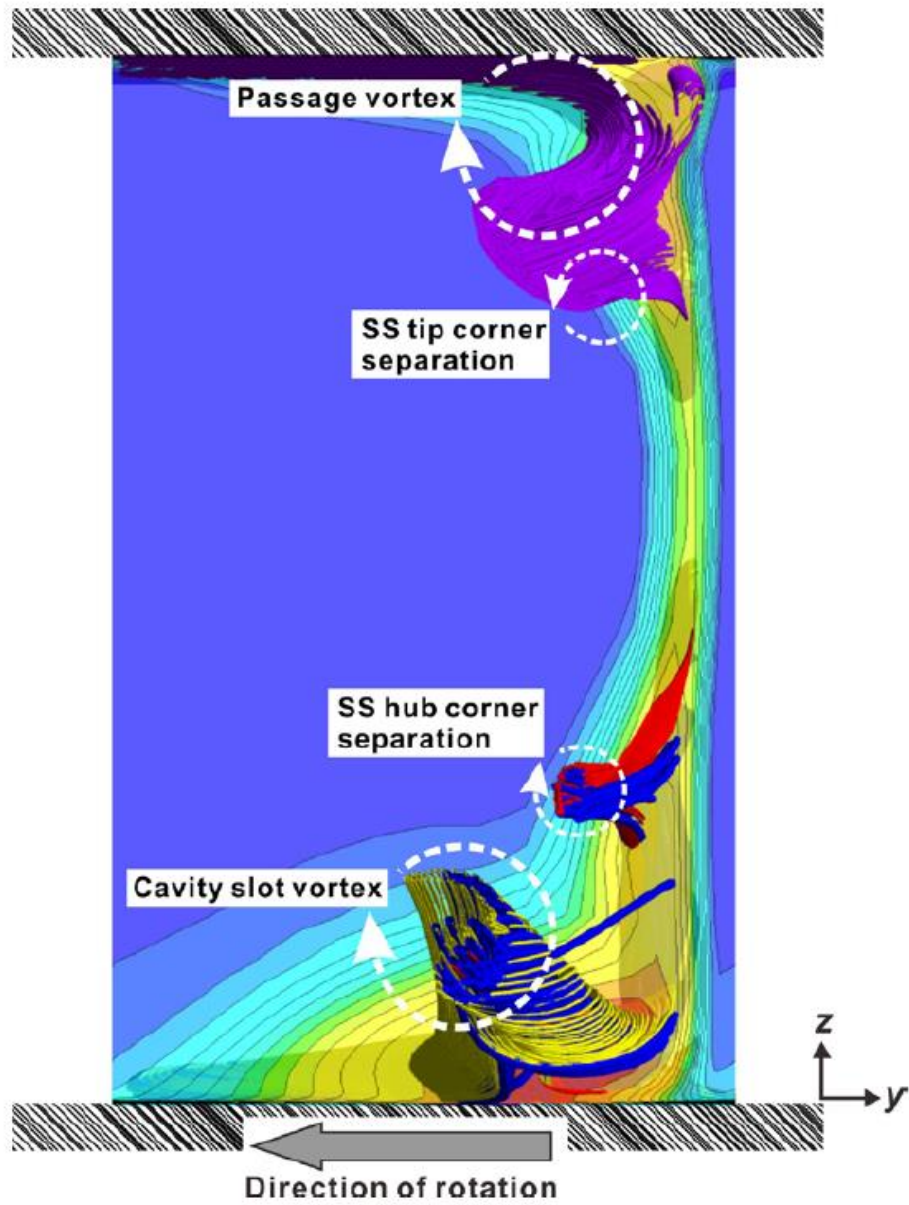 Passage vortex
SS tip corner
separation
SS hub corner
separation
Cavity slot vortex
z
y
Direction of rotation